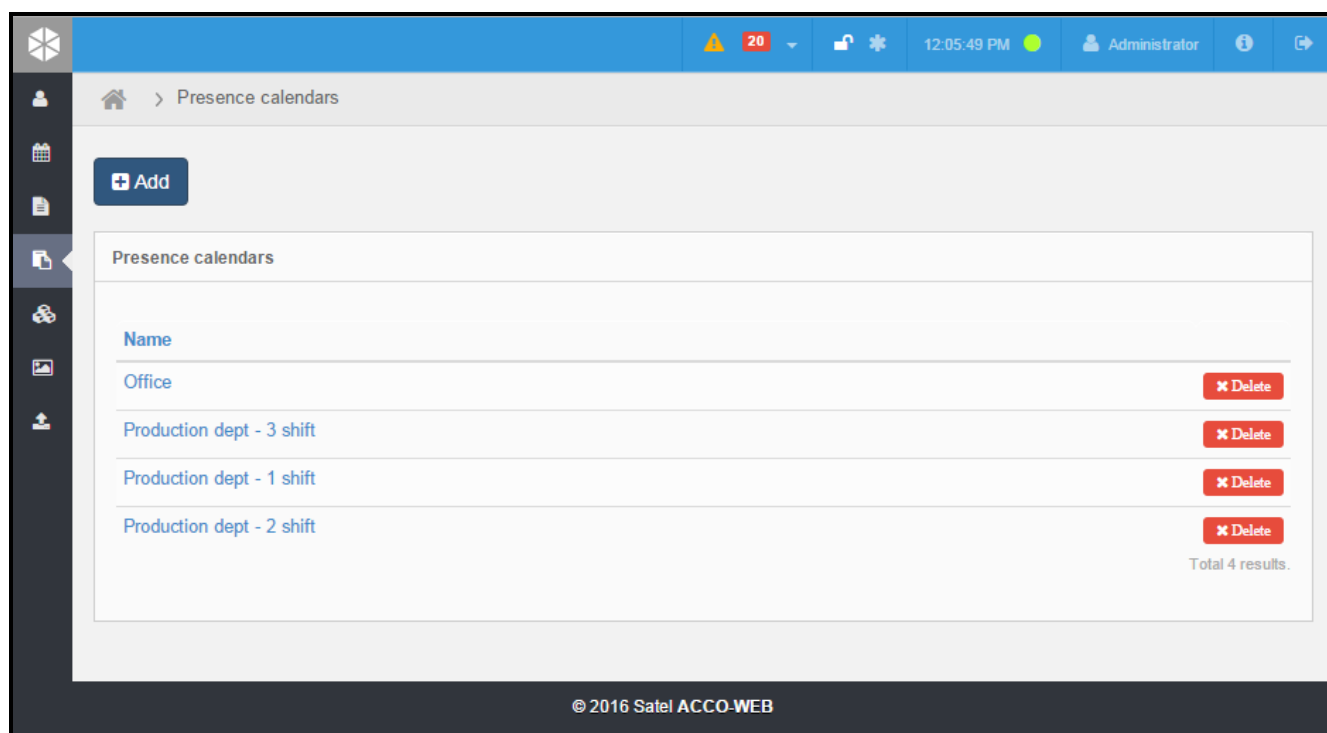 20 12:05:49 PM Administrator
Presence calendars
Add
Presence calendars
Name
Office Delete
Production dept - 3 shift Delete
Production dept - 1 shift Delete
Production dept - 2 shift Delete
Total 4 results.
© 2016 Satel ACCO-WEB